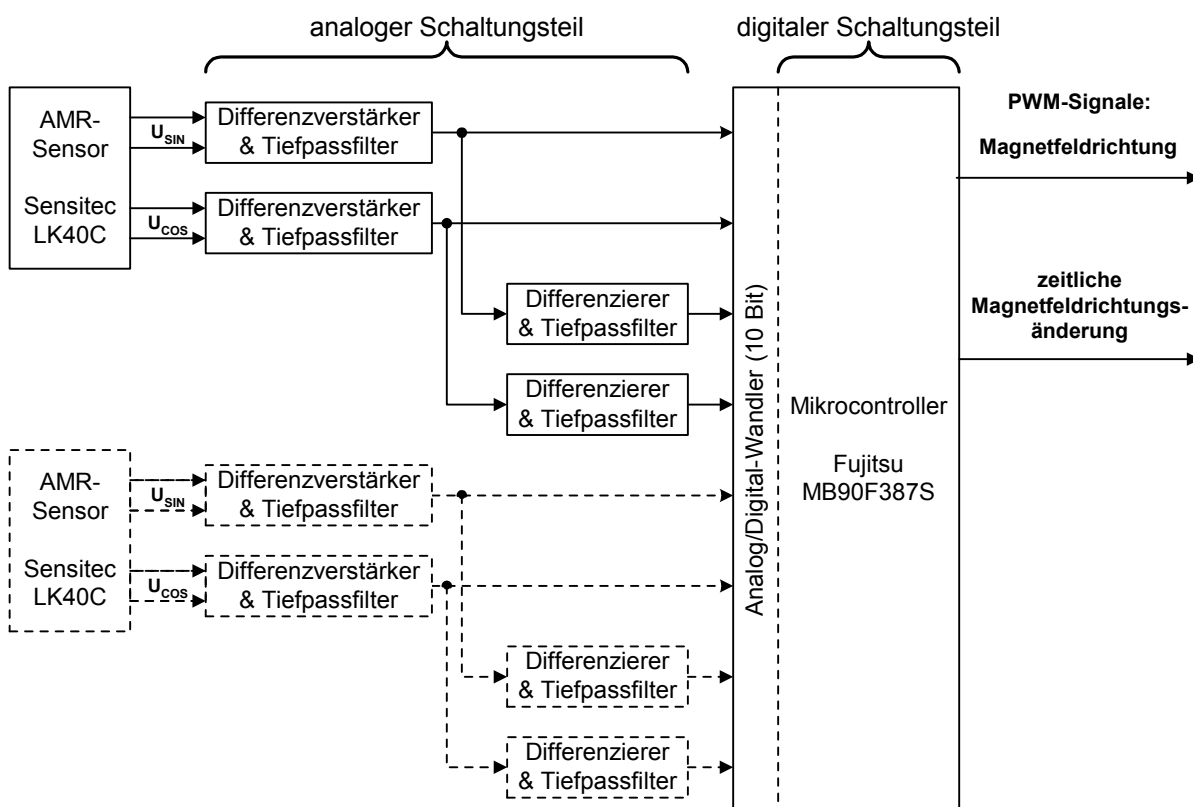 analoger Schaltungsteil
digitaler Schaltungsteil
AMR-
Sensor
Sensitec
LK40C
U_SIN
U_COS
Differenzverstärker
& Tiefpassfilter
Differenzverstärker
& Tiefpassfilter
Differenzierer
& Tiefpassfilter
Differenzierer
& Tiefpassfilter
AMR-
Sensor
Sensitec
LK40C
U_SIN
U_COS
Differenzverstärker
& Tiefpassfilter
Differenzverstärker
& Tiefpassfilter
Differenzierer
& Tiefpassfilter
Differenzierer
& Tiefpassfilter
Analog/Digital-Wandler (10 Bit)
Mikrocontroller
Fujitsu
MB90F387S
PWM-Signale:
Magnetfeldrichtung
zeitliche
Magnetfeldrichtungs-
änderung